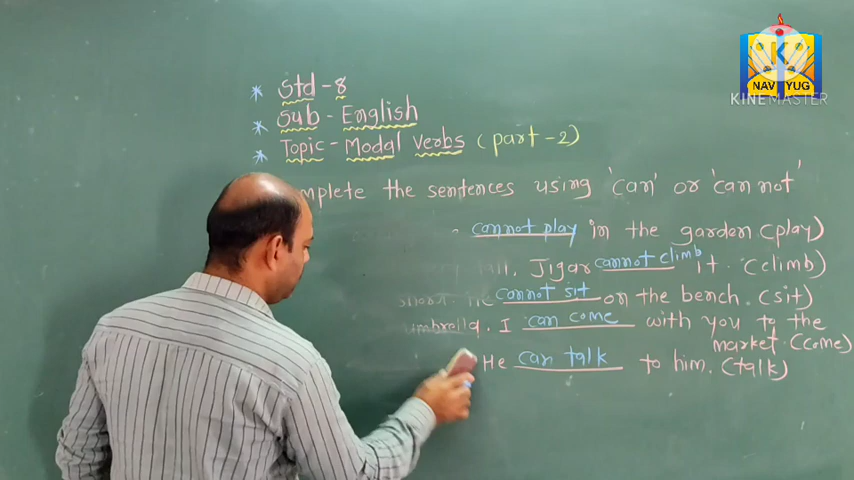 NAV YUG
KINEMASTER
* Std - 8
* Sub - English
* Topic - Modal verbs (part - 2)
mplete the sentences using 'can' or 'can not'
cannot play in the garden (play)
all. Jigar cannot climb it. (climb)
cannot sit on the bench. (sit)
umbrella. I can come with you to the
market. (come)
He can talk to him. (talk)